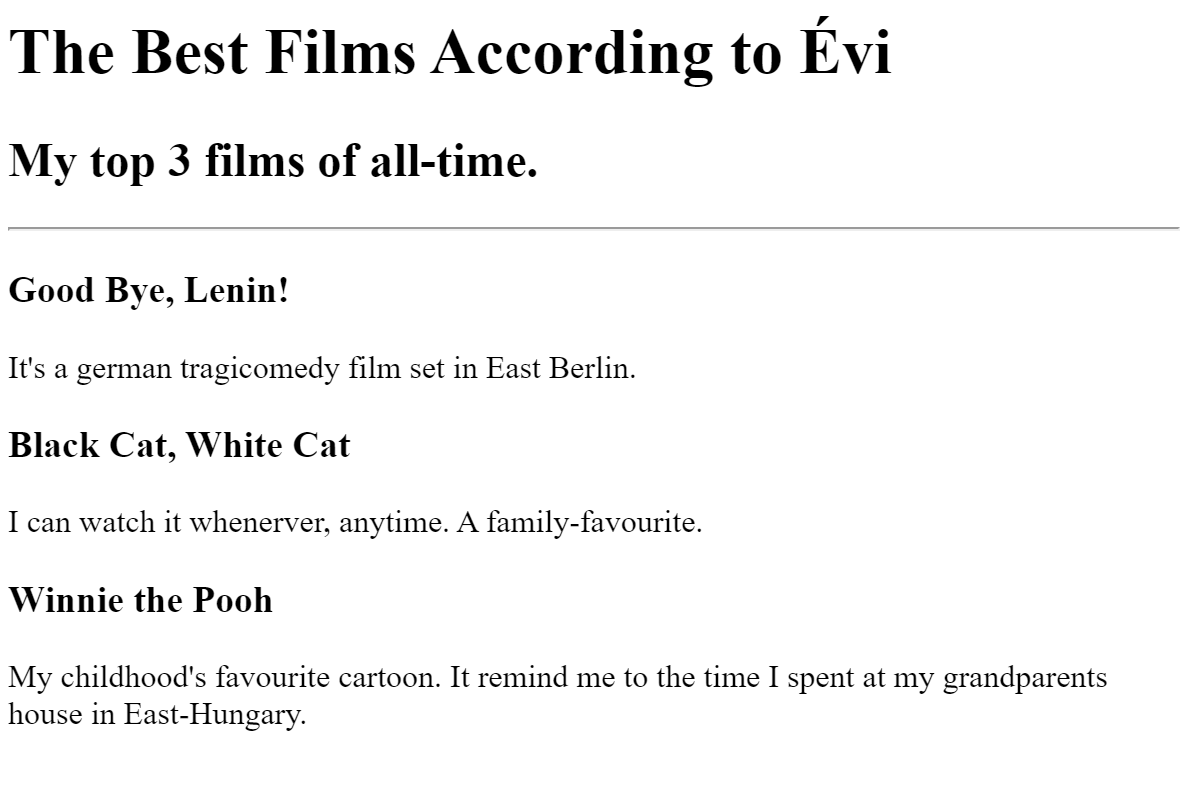 The Best Films According to Évi
My top 3 films of all-time.
Good Bye, Lenin!
It's a german tragicomedy film set in East Berlin.
Black Cat, White Cat
I can watch it whenerver, anytime. A family-favourite.
Winnie the Pooh
My childhood's favourite cartoon. It remind me to the time I spent at my grandparents
house in East-Hungary.